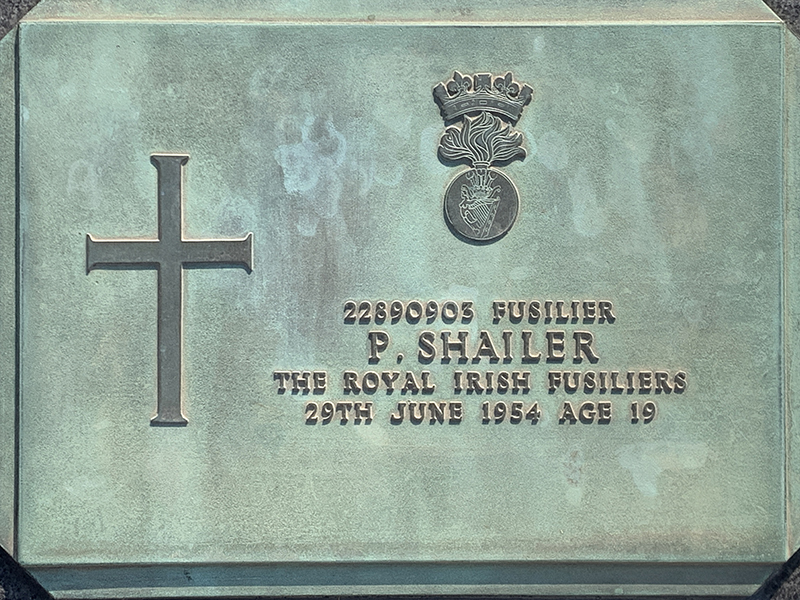 22890903 FUSILIER
P. SHAILER
THE ROYAL IRISH FUSILIERS
29TH JUNE 1954 AGE 19